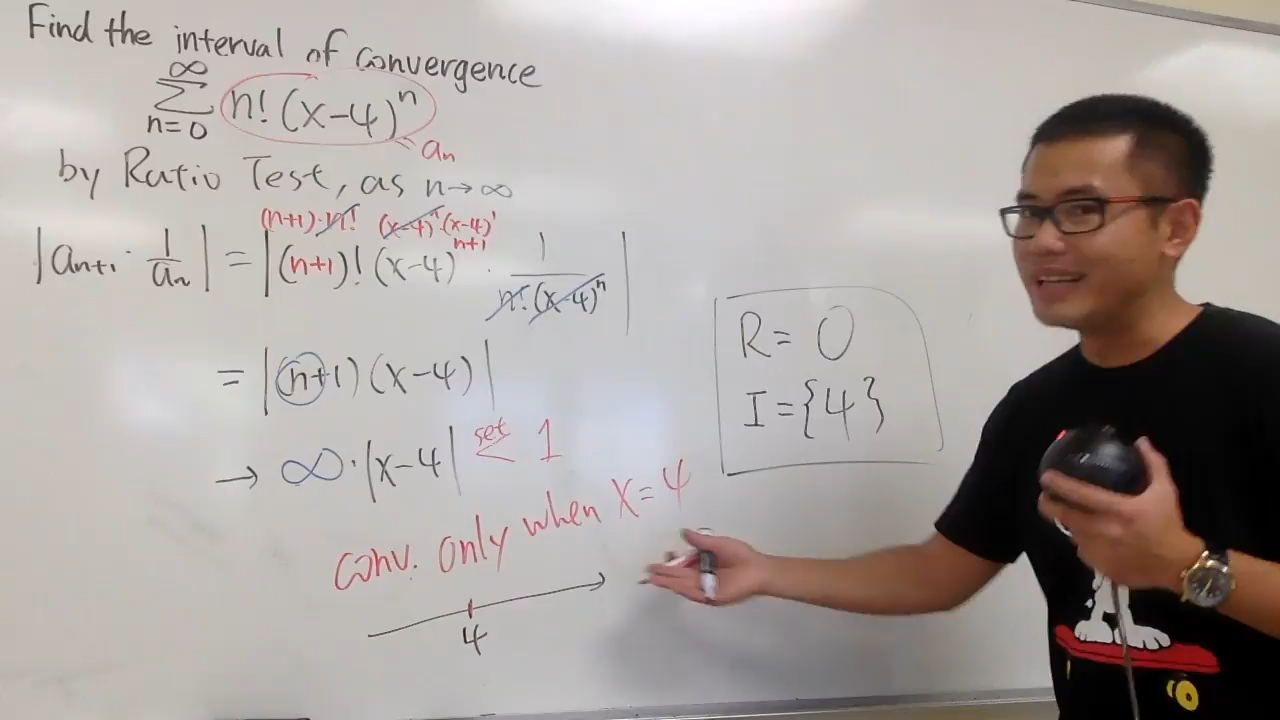 Find the interval of convergence
∞
Σ n! (x-4)^n
n=0
a_n
by Ratio Test, as n→∞
(n+1)·n! (x-4)^n·(x-4)^1
|a_{n+1} · 1/a_n| = |(n+1)! (x-4)^{n+1} · 1/(n!·(x-4)^n)|
= |(n+1)(x-4)|
→ ∞·|x-4| set < 1
conv. only when x=4
4
R= 0
I={4}